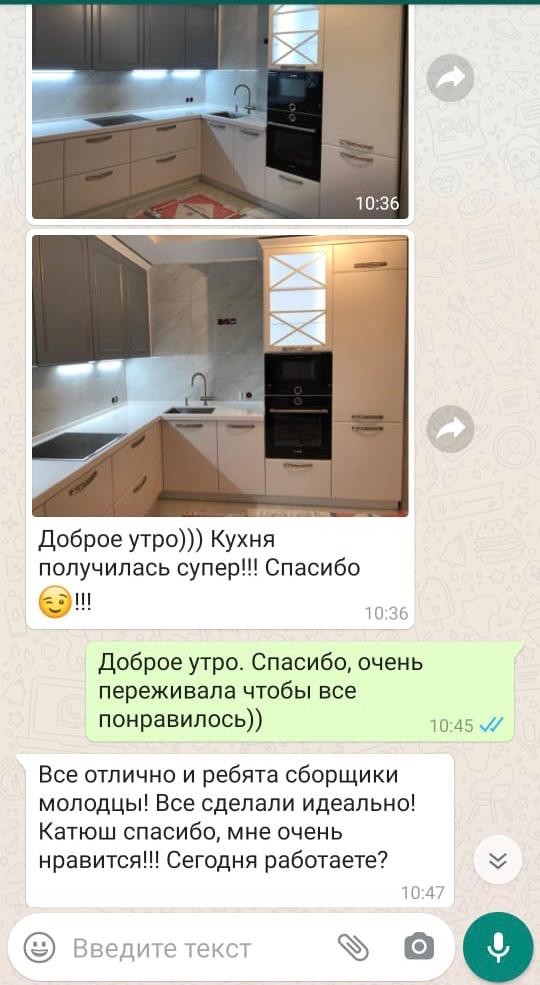 10:36
Доброе утро))) Кухня
получилась супер!!! Спасибо
😉!!!
10:36
Доброе утро. Спасибо, очень
переживала чтобы все
понравилось))
10:45
Все отлично и ребята сборщики
молодцы! Все сделали идеально!
Катюш спасибо, мне очень
нравится!!! Сегодня работаете?
10:47
Введите текст